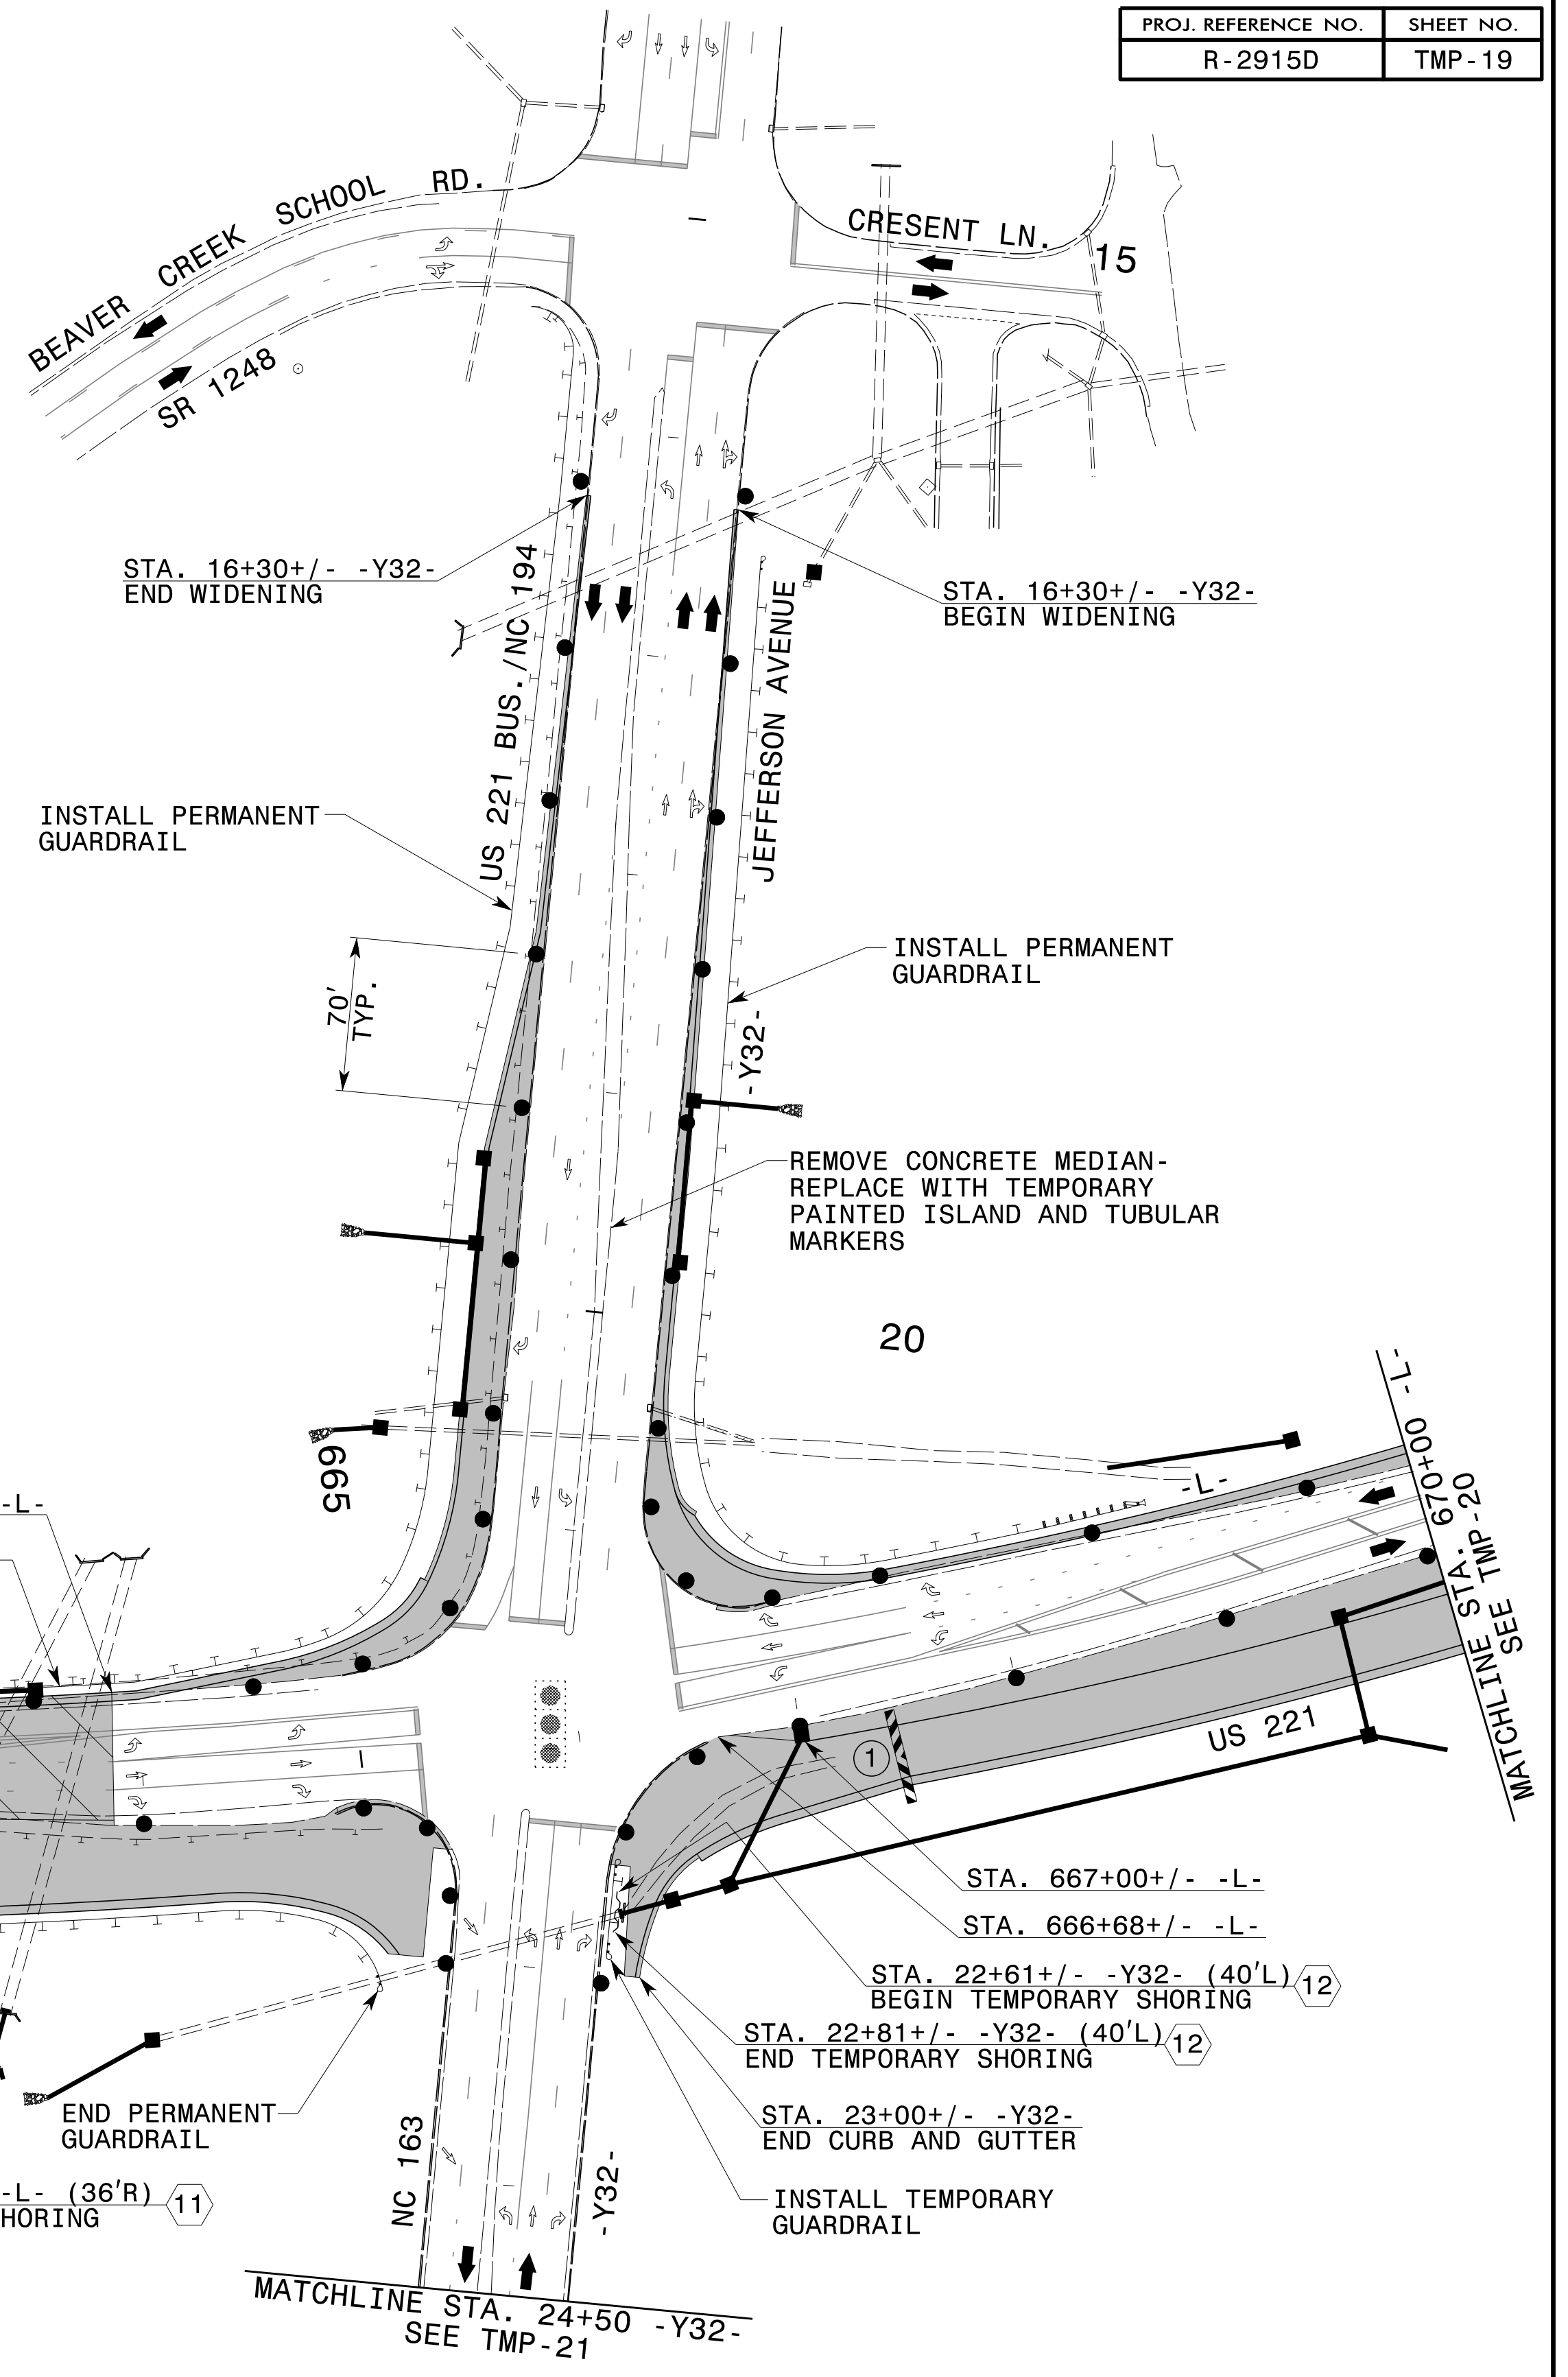 PROJ. REFERENCE NO.
SHEET NO.
R-2915D
TMP-19
BEAVER CREEK SCHOOL RD.
SR 1248
CRESENT LN.
15
STA. 16+30+/- -Y32-
END WIDENING
STA. 16+30+/- -Y32-
BEGIN WIDENING
US 221 BUS./NC 194
JEFFERSON AVENUE
INSTALL PERMANENT
GUARDRAIL
INSTALL PERMANENT
GUARDRAIL
70'
TYP.
-Y32-
REMOVE CONCRETE MEDIAN-
REPLACE WITH TEMPORARY
PAINTED ISLAND AND TUBULAR
MARKERS
20
665
-L-
-L-
-L-
MATCHLINE STA. 670+00 -L-
SEE TMP-20
US 221
1
STA. 667+00+/- -L-
STA. 666+68+/- -L-
STA. 22+61+/- -Y32- (40'L) 12
BEGIN TEMPORARY SHORING
STA. 22+81+/- -Y32- (40'L) 12
END TEMPORARY SHORING
STA. 23+00+/- -Y32-
END CURB AND GUTTER
END PERMANENT
GUARDRAIL
-L- (36'R) 11
HORING
INSTALL TEMPORARY
GUARDRAIL
NC 163
-Y32-
MATCHLINE STA. 24+50 -Y32-
SEE TMP-21